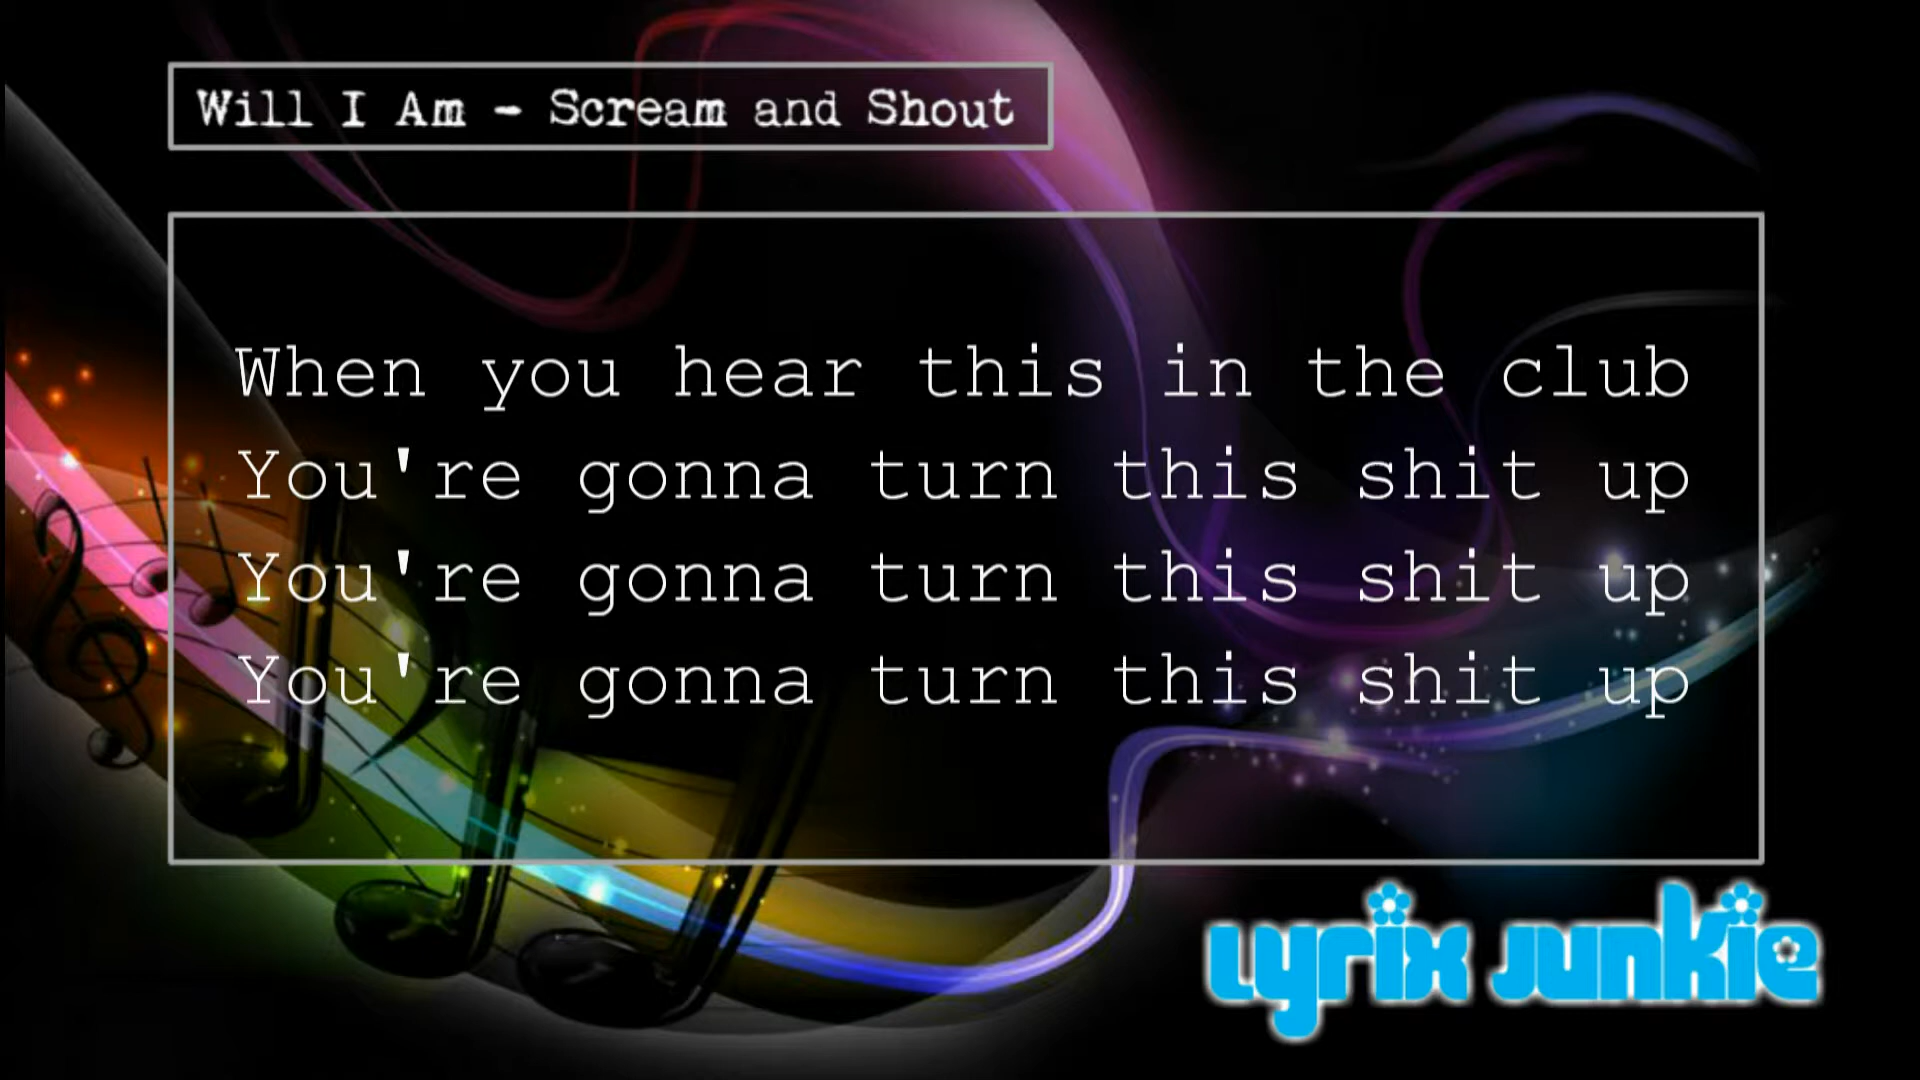 Will I Am - Scream and Shout
When you hear this in the club
You're gonna turn this shit up
You're gonna turn this shit up
You're gonna turn this shit up
Lyrix Junkie